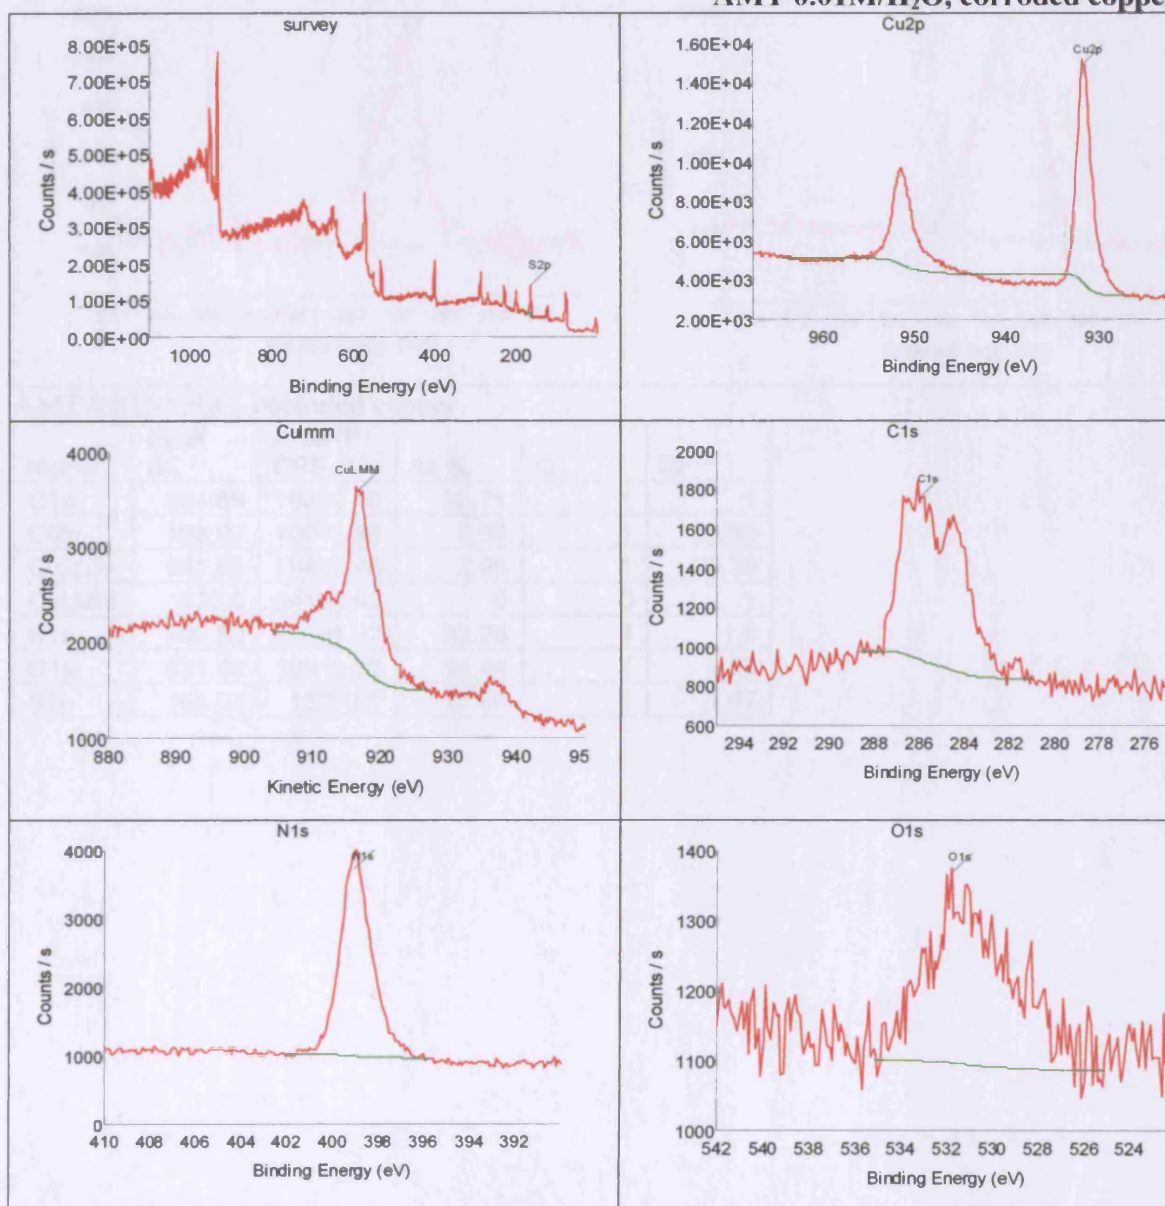 AMT 0.01M/H₂O, corroded coppe
survey
8.00E+05
7.00E+05
6.00E+05
5.00E+05
4.00E+05
3.00E+05
2.00E+05
1.00E+05
0.00E+00
Counts / s
S2p
1000 800 600 400 200
Binding Energy (eV)
Cu2p
1.60E+04
1.40E+04
1.20E+04
1.00E+04
8.00E+03
6.00E+03
4.00E+03
2.00E+03
Counts / s
Cu2p
960 950 940 930
Binding Energy (eV)
Culmm
4000
3000
2000
1000
Counts / s
CuLMM
880 890 900 910 920 930 940 95
Kinetic Energy (eV)
C1s
2000
1800
1600
1400
1200
1000
800
600
Counts / s
C1s
294 292 290 288 286 284 282 280 278 276
Binding Energy (eV)
N1s
4000
3000
2000
1000
0
Counts / s
N1s
410 408 406 404 402 400 398 396 394 392
Binding Energy (eV)
O1s
1400
1300
1200
1100
1000
Counts / s
O1s
542 540 538 536 534 532 530 528 526 524
Binding Energy (eV)